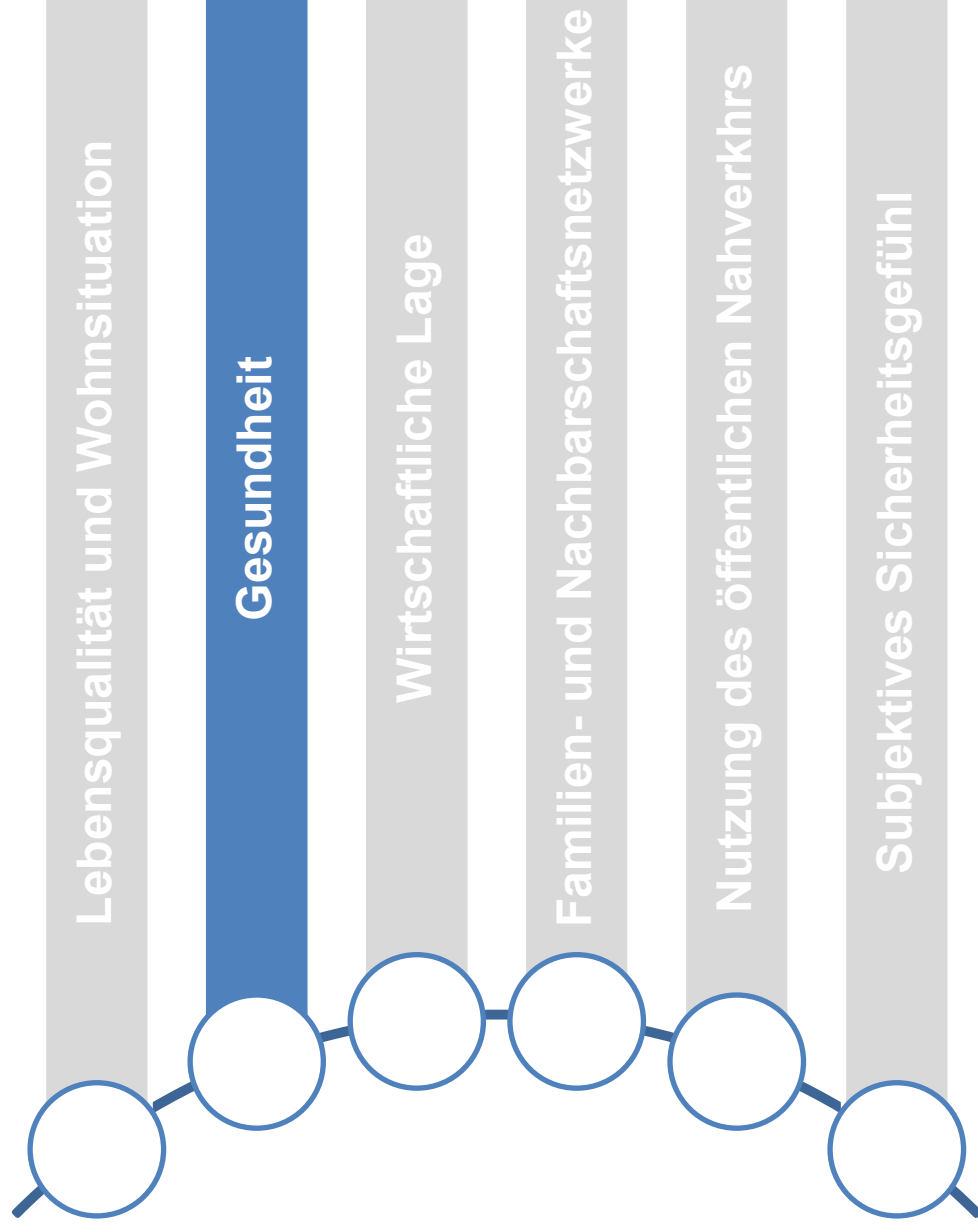 Lebensqualität und Wohnsituation
Gesundheit
Wirtschaftliche Lage
Familien- und Nachbarschaftsnetzwerke
Nutzung des öffentlichen Nahverkhrs
Subjektives Sicherheitsgefühl